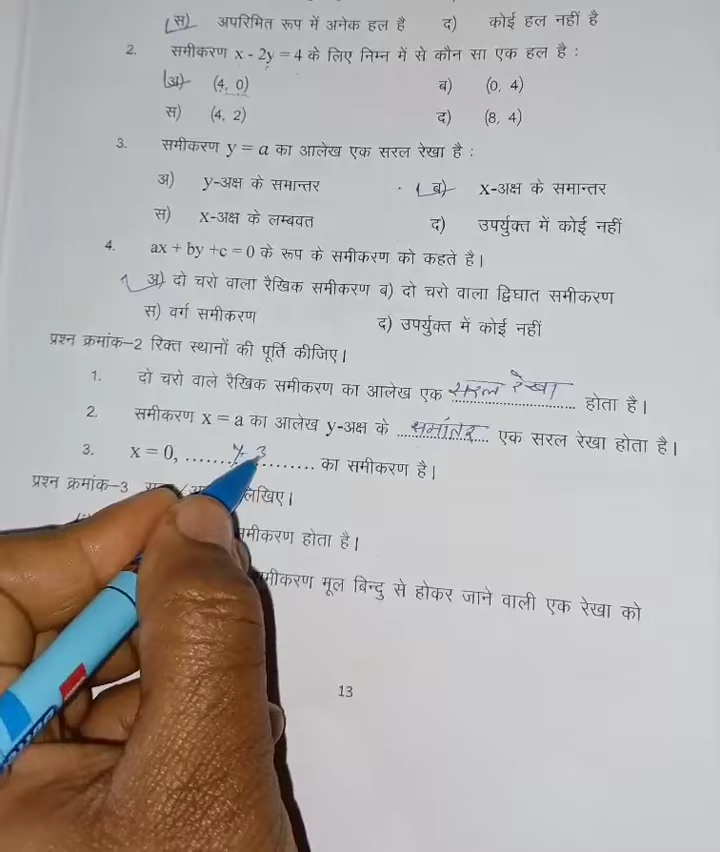 स) अपरिमित रूप में अनेक हल है द) कोई हल नहीं है
2. समीकरण x - 2y = 4 के लिए निम्न में से कौन सा एक हल है :
अ) (4, 0) ब) (0, 4)
स) (4, 2) द) (8, 4)
3. समीकरण y = a का आलेख एक सरल रेखा है :
अ) y-अक्ष के समान्तर ब) x-अक्ष के समान्तर
स) x-अक्ष के लम्बवत द) उपर्युक्त में कोई नहीं
4. ax + by +c = 0 के रूप के समीकरण को कहते है।
अ) दो चरो वाला रैखिक समीकरण ब) दो चरो वाला द्विघात समीकरण
स) वर्ग समीकरण द) उपर्युक्त में कोई नहीं
प्रश्न क्रमांक-2 रिक्त स्थानों की पूर्ति कीजिए।
1. दो चरो वाले रैखिक समीकरण का आलेख एक सरल रेखा होता है।
2. समीकरण x = a का आलेख y-अक्ष के समांतर एक सरल रेखा होता है।
3. x = 0, ........ y- अ ........ का समीकरण है।
प्रश्न क्रमांक-3 लिखिए।
समीकरण होता है।
समीकरण मूल बिन्दु से होकर जाने वाली एक रेखा को
13